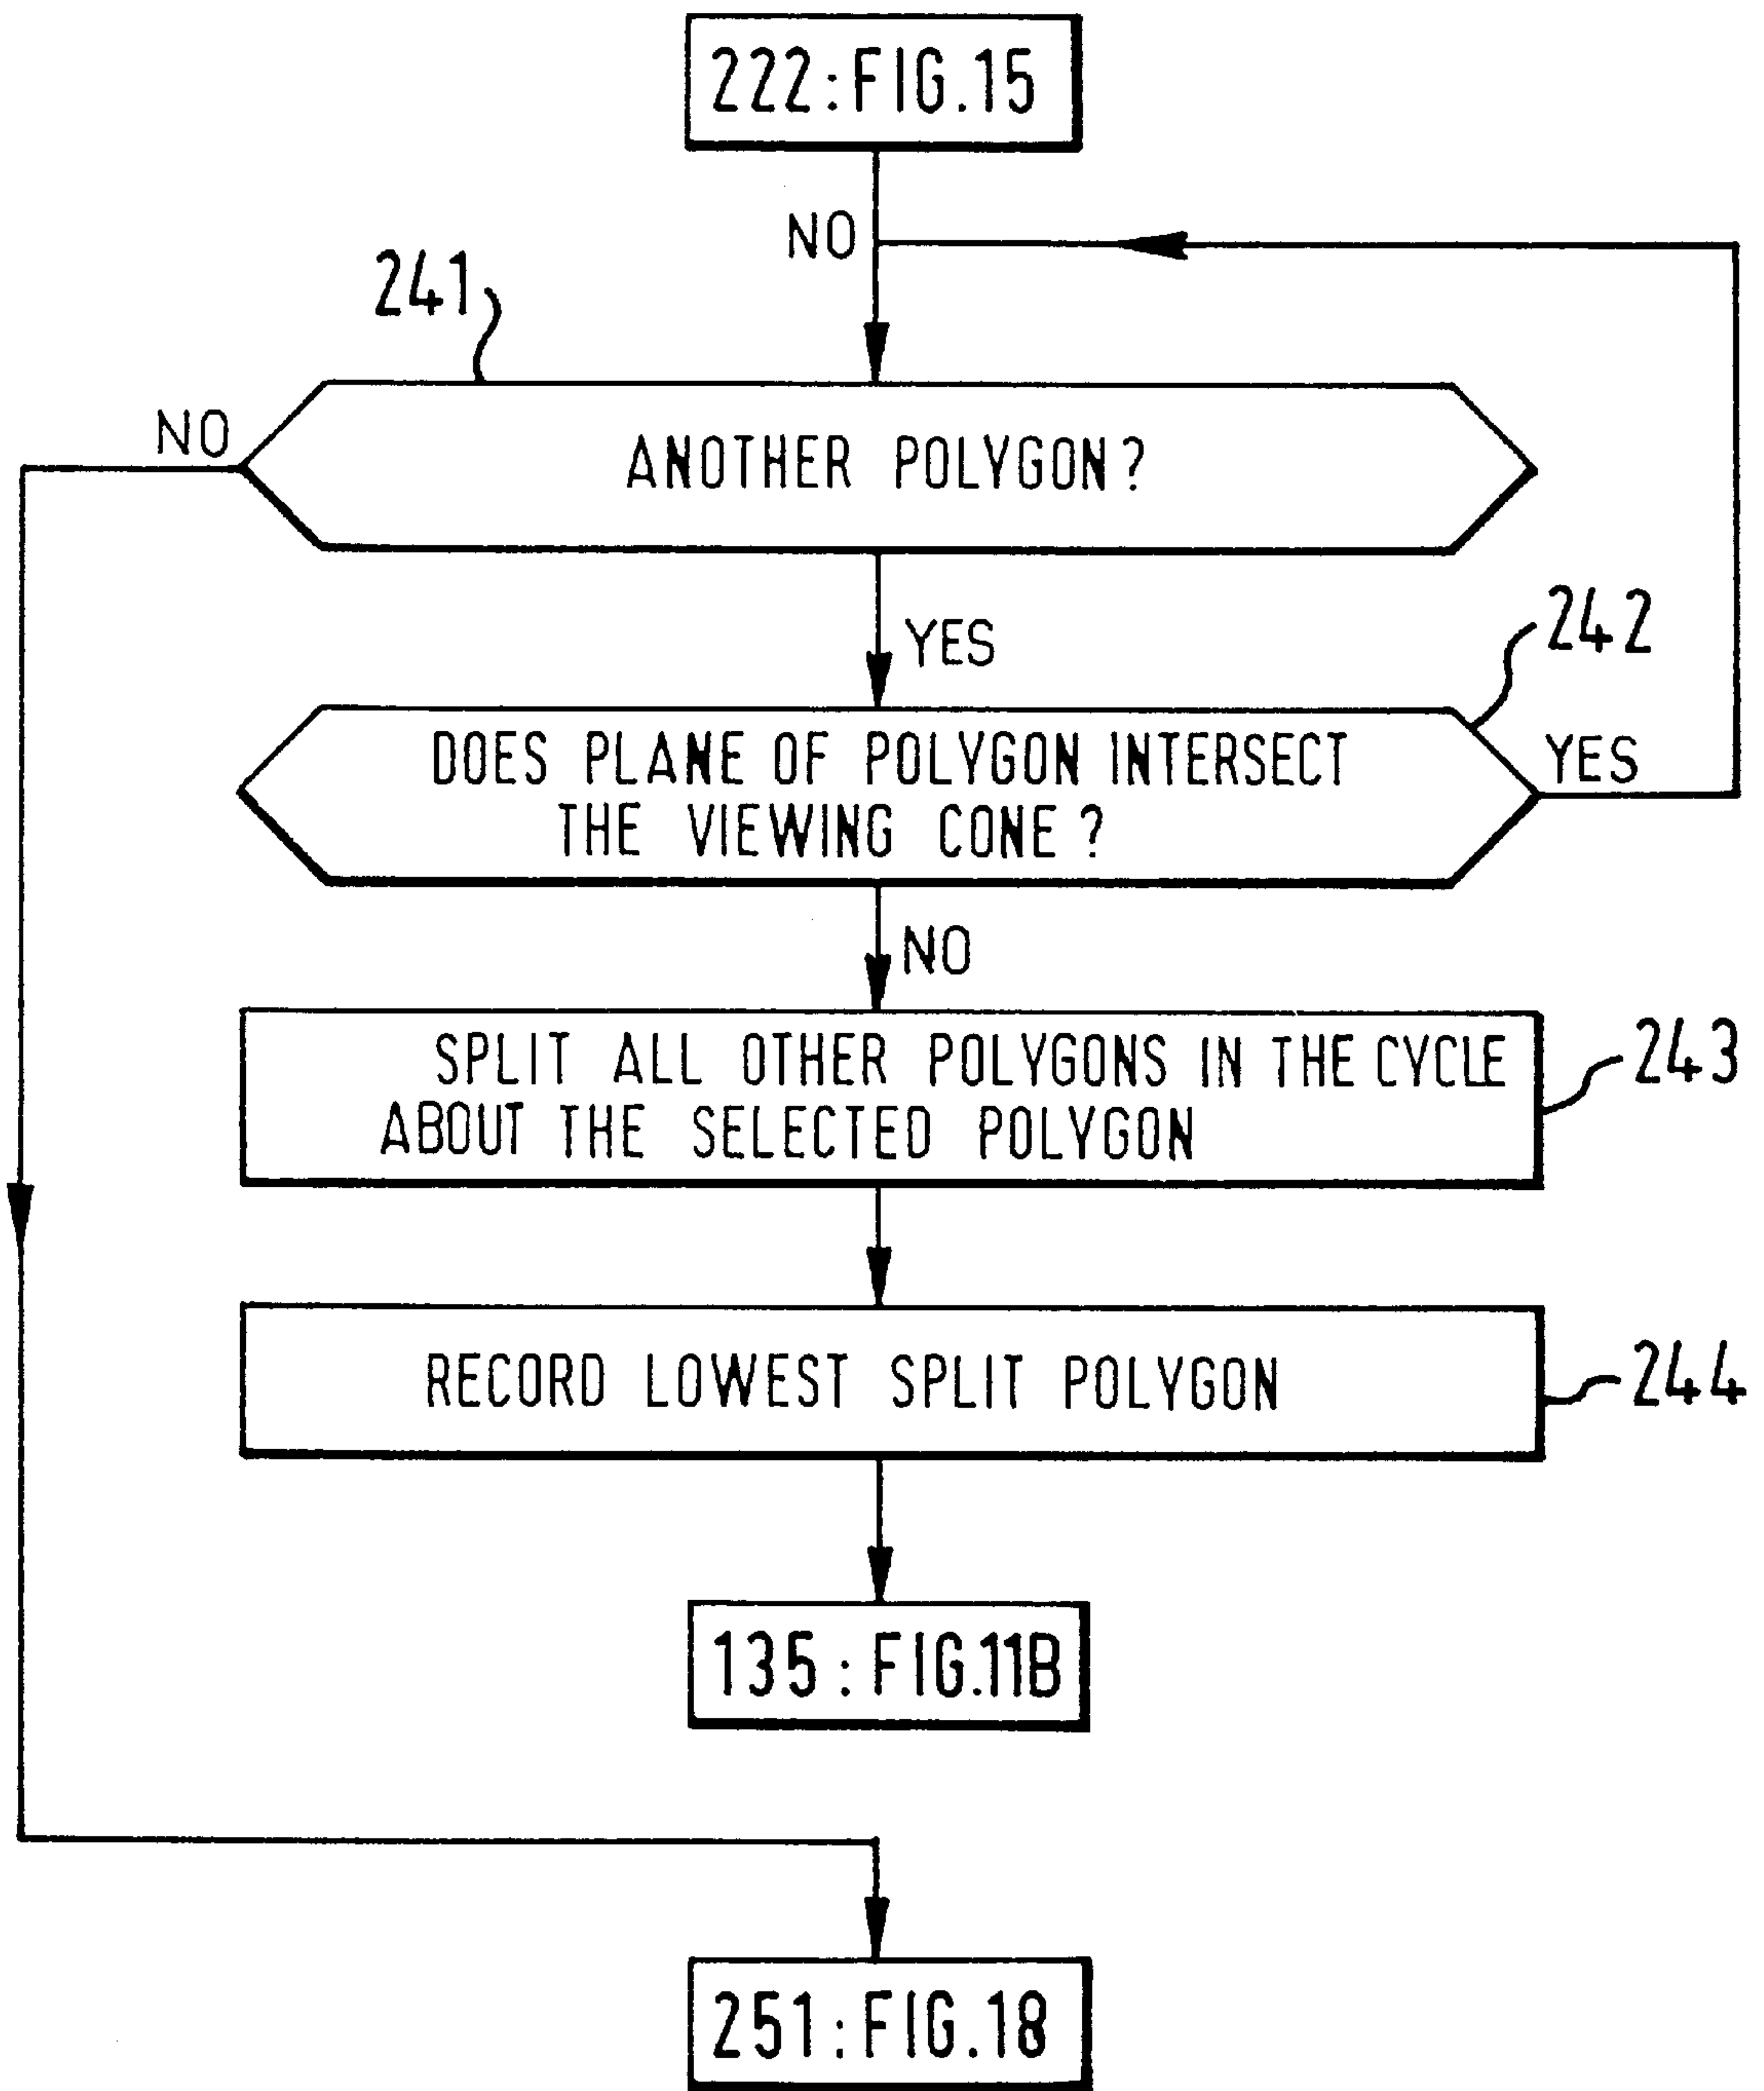 222:FIG.15
NO
241
NO
ANOTHER POLYGON?
YES
242
DOES PLANE OF POLYGON INTERSECT
THE VIEWING CONE?
YES
NO
SPLIT ALL OTHER POLYGONS IN THE CYCLE
ABOUT THE SELECTED POLYGON
243
RECORD LOWEST SPLIT POLYGON
244
135:FIG.11B
251:FIG.18